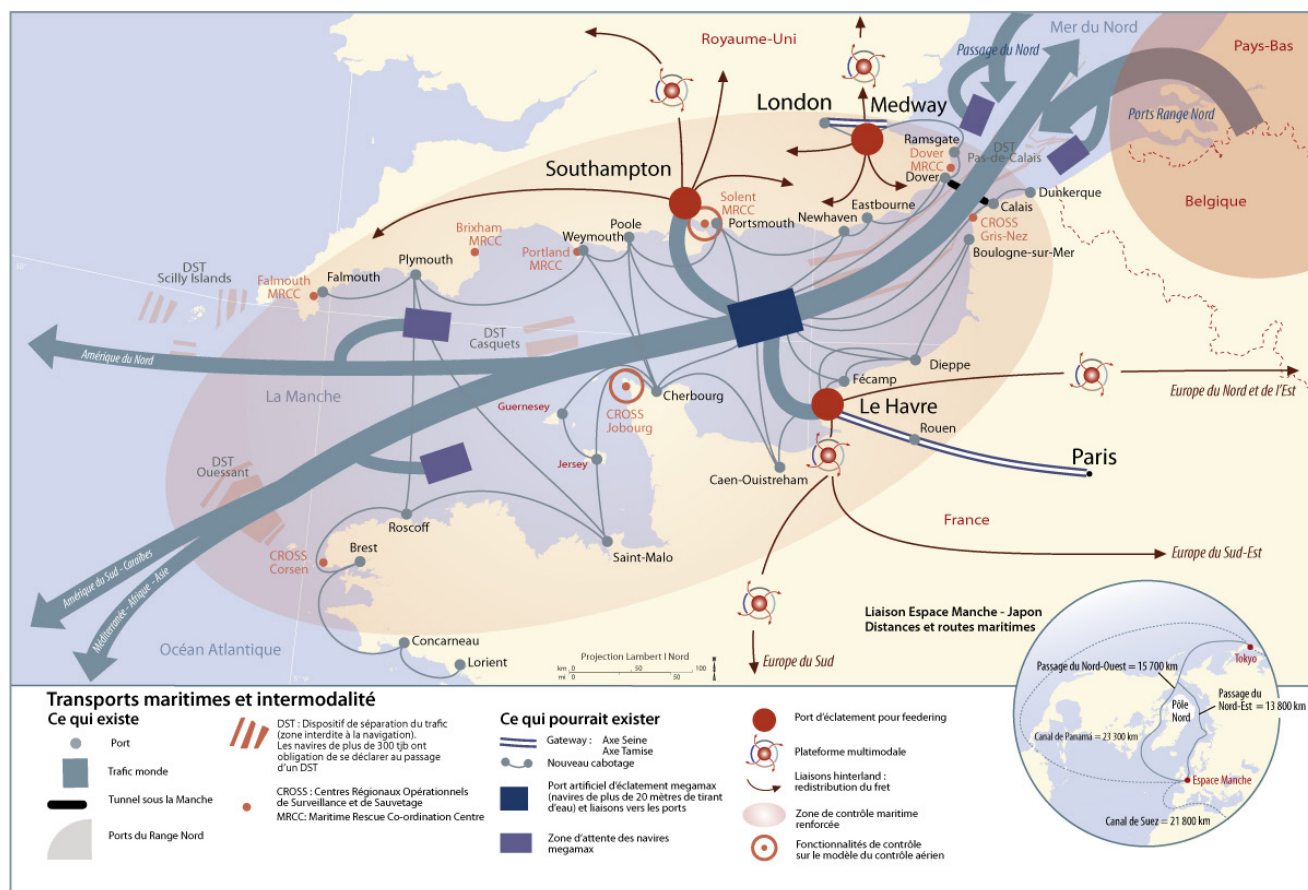 Royaume-Uni
Mer du Nord
Passage du Nord
Pays-Bas
London
Medway
Ports Range Nord
Ramsgate
Dover
MRCC
DST
Pas-de-Calais
Dover
Southampton
Dunkerque
Belgique
Solent
MRCC
Eastbourne
Calais
Portsmouth
Newhaven
CROSS
Gris-Nez
Poole
Brixham
MRCC
Weymouth
Portland
MRCC
Boulogne-sur-Mer
DST
Scilly Islands
Plymouth
Falmouth
MRCC
Falmouth
50°
DST
Casquets
Amérique du Nord
Dieppe
Fécamp
La Manche
Cherbourg
Europe du Nord et de l'Est
Guernesey
CROSS
Jobourg
Le Havre
Rouen
DST
Ouessant
Jersey
Caen-Ouistreham
Paris
Roscoff
France
Brest
Saint-Malo
CROSS
Corsen
Europe du Sud-Est
Amérique du Sud - Caraïbes
Méditerranée - Afrique - Asie
Liaison Espace Manche - Japon
Distances et routes maritimes
Concarneau
Océan Atlantique
Lorient
Projection Lambert I Nord
km 0 50 100
mi 0 50
Europe du Sud
Tokyo
Passage du Nord-Ouest = 15 700 km
Passage du
Nord-Est = 13 800 km
Pôle
Nord
Canal de Panamá = 23 300 km
Espace Manche
Canal de Suez = 21 800 km
Transports maritimes et intermodalité
Ce qui existe
Port
Trafic monde
Tunnel sous la Manche
Ports du Range Nord
DST : Dispositif de séparation du trafic
(zone interdite à la navigation).
Les navires de plus de 300 tjb ont
obligation de se déclarer au passage
d'un DST
CROSS : Centres Régionaux Opérationnels
de Surveillance et de Sauvetage
MRCC: Maritime Rescue Co-ordination Centre
Ce qui pourrait exister
Gateway : Axe Seine
Axe Tamise
Nouveau cabotage
Port artificiel d'éclatement megamax
(navires de plus de 20 mètres de tirant
d'eau) et liaisons vers les ports
Zone d'attente des navires
megamax
Port d'éclatement pour feedering
Plateforme multimodale
Liaisons hinterland :
redistribution du fret
Zone de contrôle maritime
renforcée
Fonctionnalités de contrôle
sur le modèle du contrôle aérien